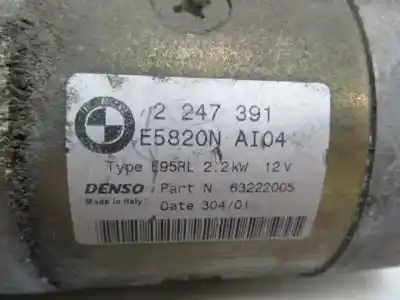 2 247 391
E5820N AI04
Type E95RL 2.2kW 12V
DENSO Part N 63222005
Made in Italy
Date 304/01